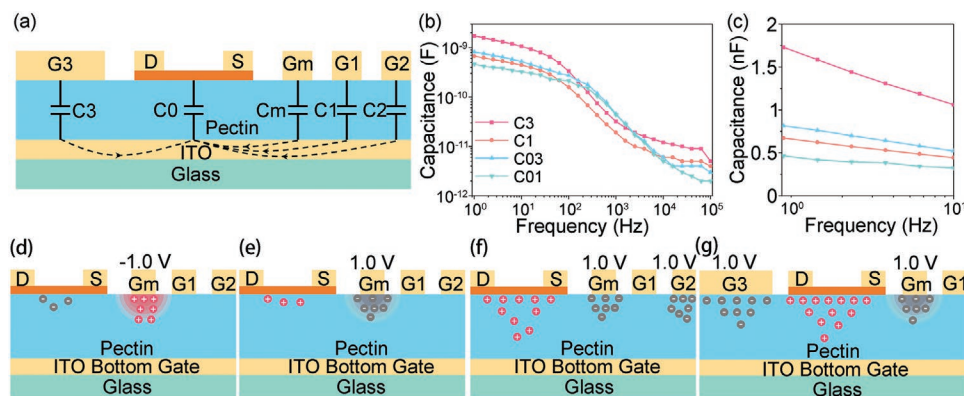 (a)
G3 D S Gm G1 G2
C3 C0 Cm C1 C2
Pectin
ITO
Glass
(b)
Capacitance (F)
10⁻⁹
10⁻¹⁰
10⁻¹¹
10⁻¹²
C3
C1
C03
C01
10⁰ 10¹ 10² 10³ 10⁴ 10⁵
Frequency (Hz)
(c)
Capacitance (nF)
2
1.5
1
0.5
0
10⁰ 10¹
Frequency (Hz)
(d)
-1.0 V
D S Gm G1 G2
Pectin
ITO Bottom Gate
Glass
(e)
1.0 V
D S Gm G1 G2
Pectin
ITO Bottom Gate
Glass
(f)
1.0 V 1.0 V
D S Gm G1 G2
Pectin
ITO Bottom Gate
Glass
(g)
1.0 V 1.0 V
G3 D S Gm G1
Pectin
ITO Bottom Gate
Glass